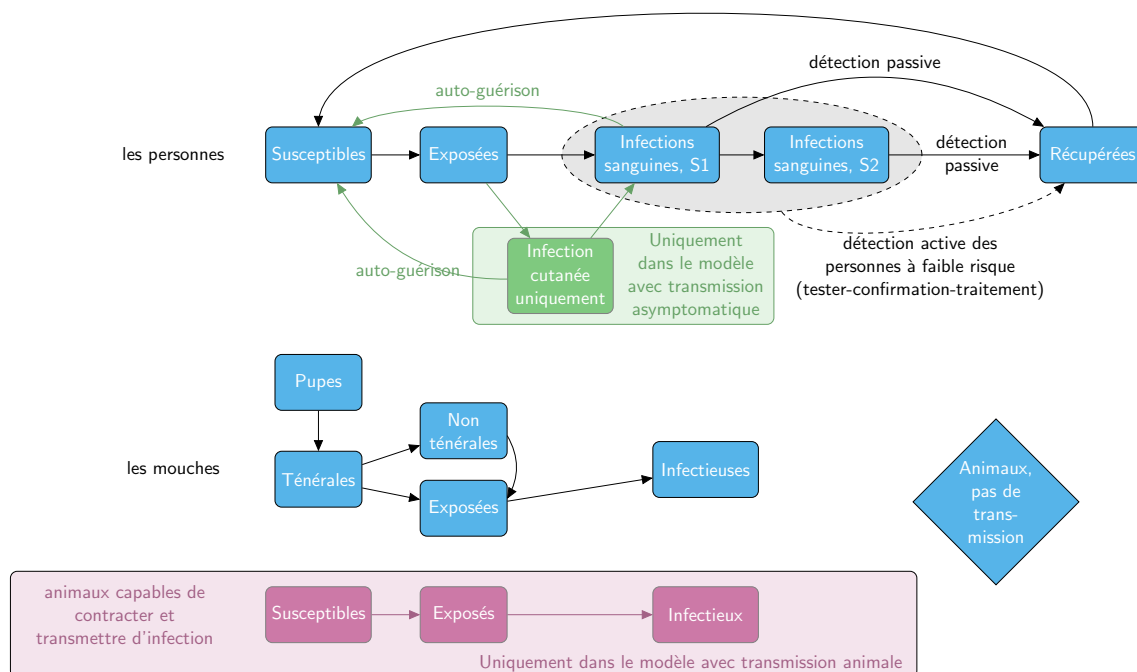 détection passive
auto-guérison
les personnes
Susceptibles
Exposées
Infections
sanguines, S1
Infections
sanguines, S2
détection
passive
Récupérées
auto-guérison
Infection
cutanée
uniquement
Uniquement
dans le modèle
avec transmission
asymptomatique
détection active des
personnes à faible risque
(tester-confirmation-traitement)
Pupes
les mouches
Ténérales
Non
ténérales
Exposées
Infectieuses
Animaux,
pas de
trans-
mission
animaux capables de
contracter et
transmettre d'infection
Susceptibles
Exposés
Infectieux
Uniquement dans le modèle avec transmission animale